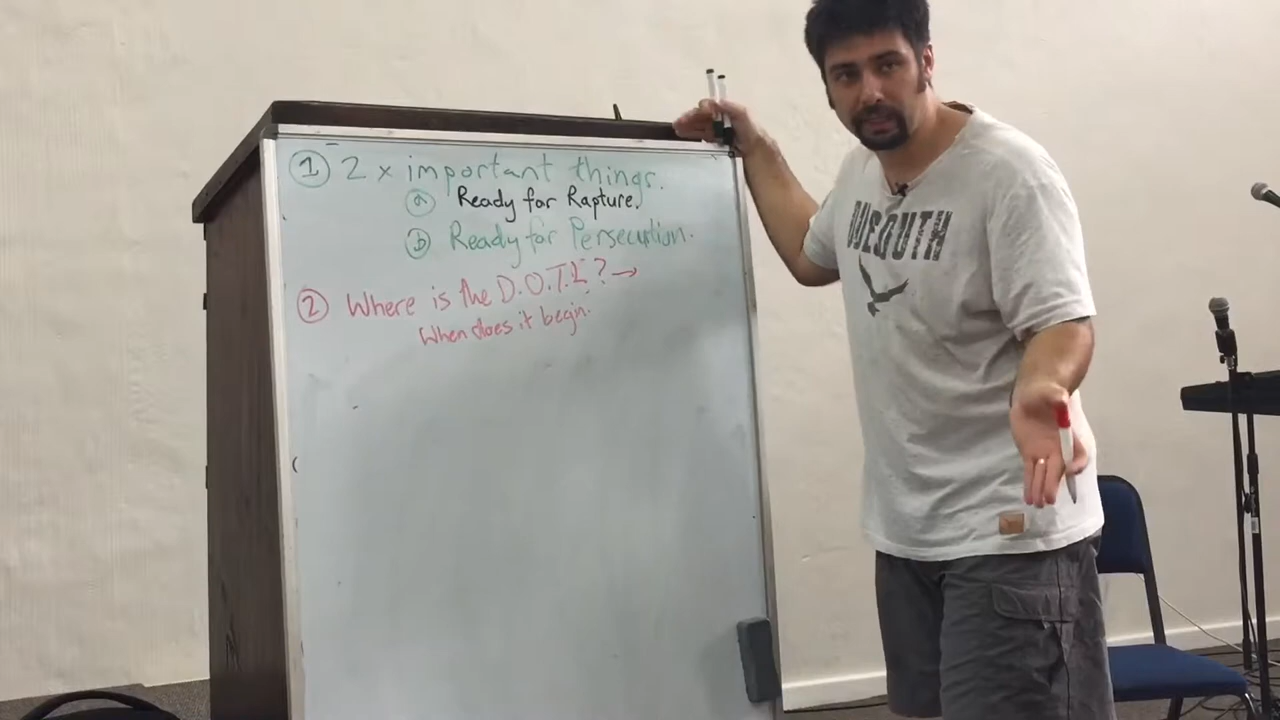 ① 2 x important things.
ⓐ Ready for Rapture.
ⓑ Ready for Persecution.
② Where is the D.O.T.L? →
When does it begin.